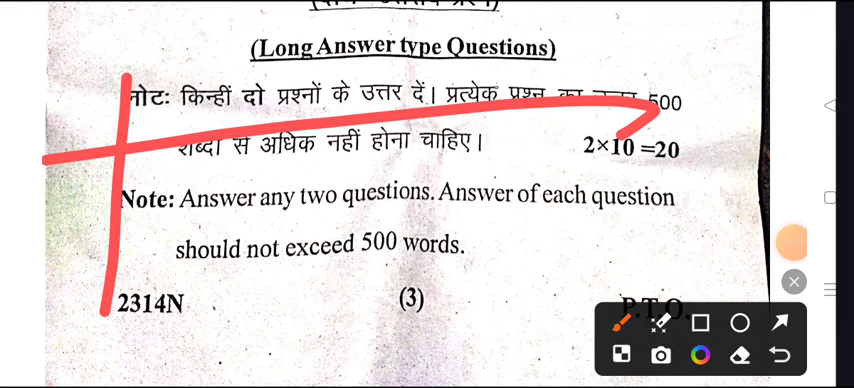 (Long Answer type Questions)
नोटः किन्हीं दो प्रश्नों के उत्तर दें। प्रत्येक प्रश्न का 500
शब्दों से अधिक नहीं होना चाहिए। 2×10 =20
Note: Answer any two questions. Answer of each question
should not exceed 500 words.
2314N (3) P.T.O.